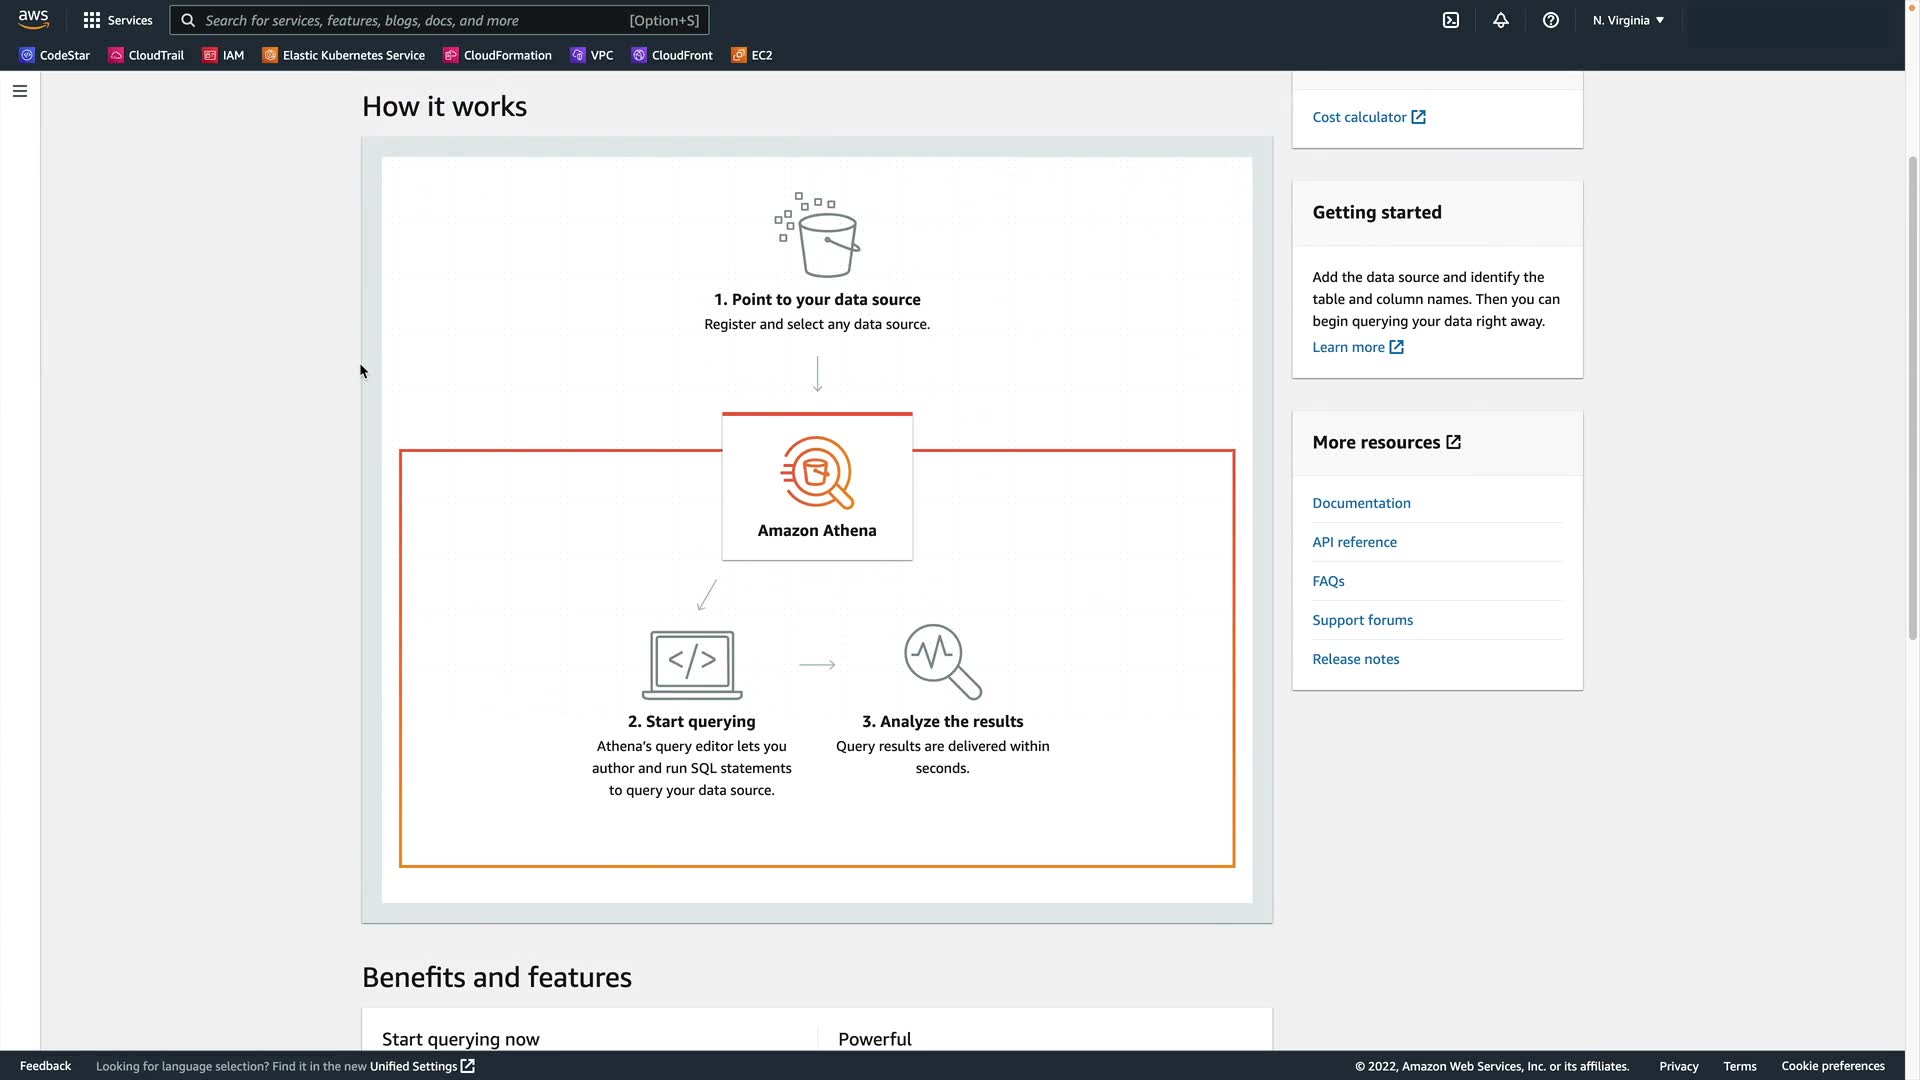 aws
Services
Search for services, features, blogs, docs, and more
[Option+S]
N. Virginia
CodeStar
CloudTrail
IAM
Elastic Kubernetes Service
CloudFormation
VPC
CloudFront
EC2
How it works
1. Point to your data source
Register and select any data source.
Amazon Athena
2. Start querying
Athena's query editor lets you
author and run SQL statements
to query your data source.
3. Analyze the results
Query results are delivered within
seconds.
Benefits and features
Start querying now
Powerful
Cost calculator
Getting started
Add the data source and identify the
table and column names. Then you can
begin querying your data right away.
Learn more
More resources
Documentation
API reference
FAQs
Support forums
Release notes
Feedback
Looking for language selection? Find it in the new Unified Settings
© 2022, Amazon Web Services, Inc. or its affiliates.
Privacy
Terms
Cookie preferences